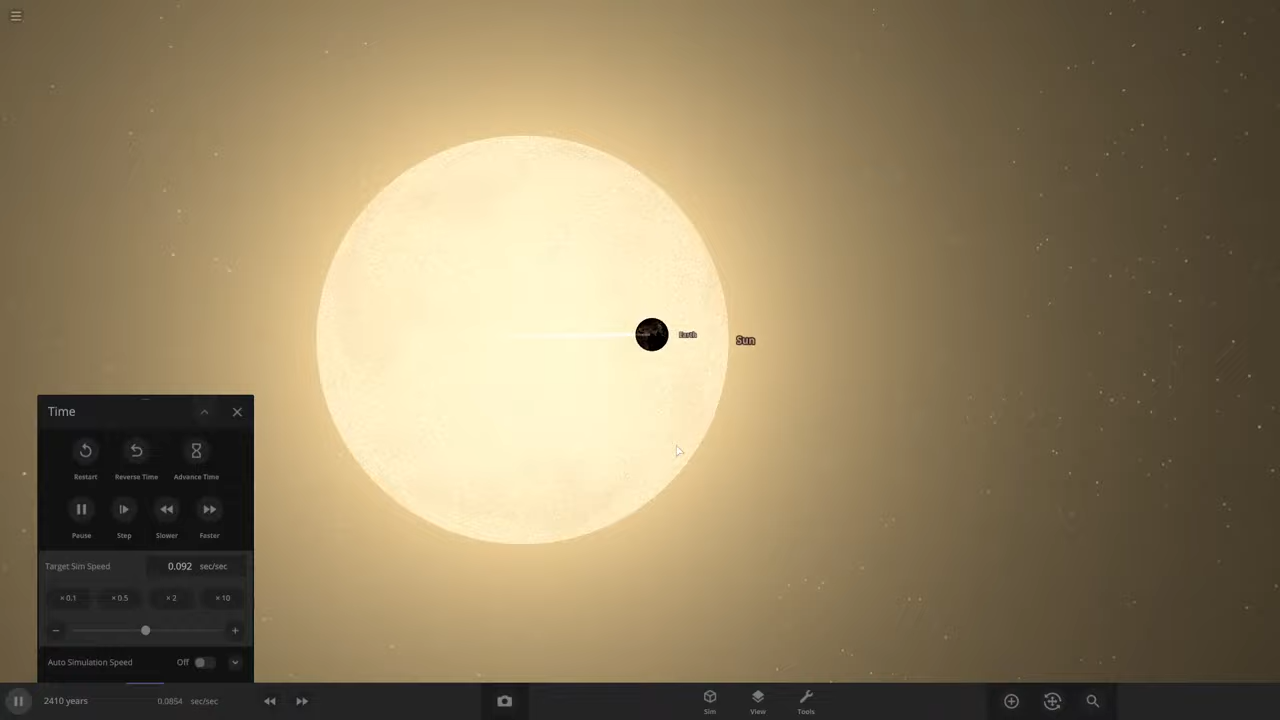 Earth
Sun
Time
Restart Reverse Time Advance Time
Pause Step Slower Faster
Target Sim Speed 0.092 sec/sec
×0.1 ×0.5 ×2 ×10
Auto Simulation Speed Off
2410 years 0.0854 sec/sec
Sim View Tools